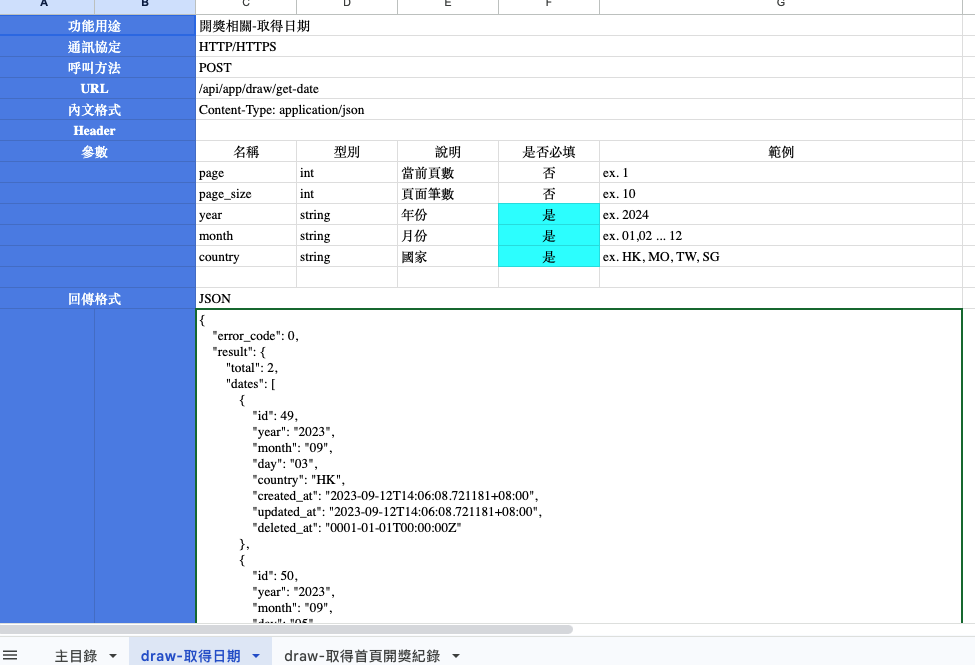 A B C D E F G
功能用途 開獎相關-取得日期
通訊協定 HTTP/HTTPS
呼叫方法 POST
URL /api/app/draw/get-date
內文格式 Content-Type: application/json
Header
參數 名稱 型別 說明 是否必填 範例
page int 當前頁數 否 ex. 1
page_size int 頁面筆數 否 ex. 10
year string 年份 是 ex. 2024
month string 月份 是 ex. 01,02 ... 12
country string 國家 是 ex. HK, MO, TW, SG
回傳格式 JSON
{
"error_code": 0,
"result": {
"total": 2,
"dates": [
{
"id": 49,
"year": "2023",
"month": "09",
"day": "03",
"country": "HK",
"created_at": "2023-09-12T14:06:08.721181+08:00",
"updated_at": "2023-09-12T14:06:08.721181+08:00",
"deleted_at": "0001-01-01T00:00:00Z"
},
{
"id": 50,
"year": "2023",
"month": "09",
"day": "05",
主目錄 draw-取得日期 draw-取得首頁開獎紀錄